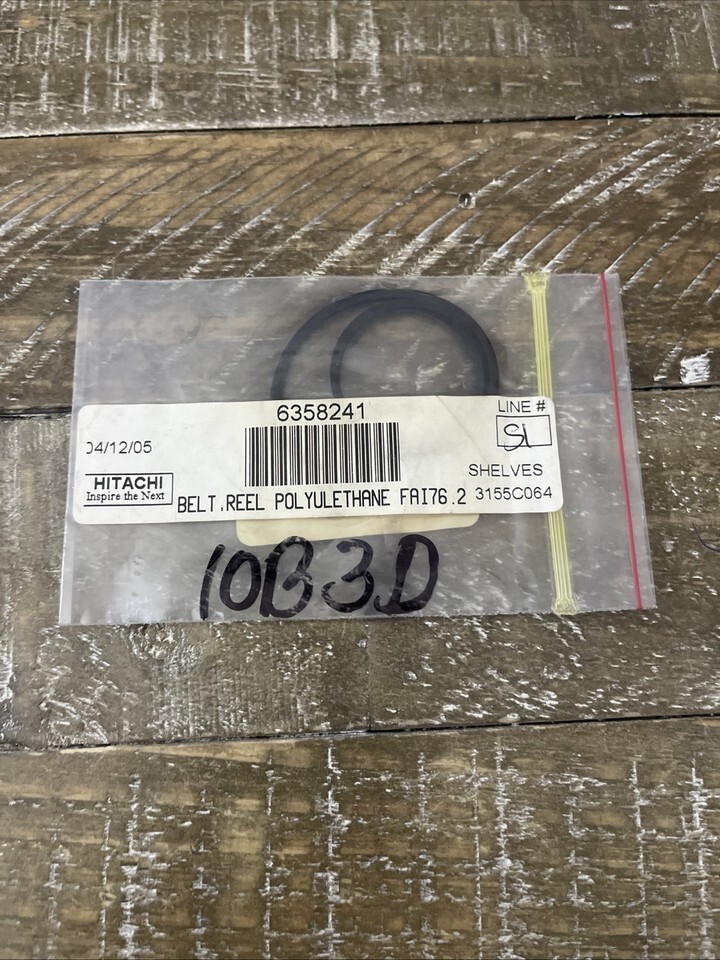 6358241
LINE #
SL
04/12/05
SHELVES
HITACHI
Inspire the Next
BELT,REEL POLYULETHANE FAI76.2 3155C064
10B3D